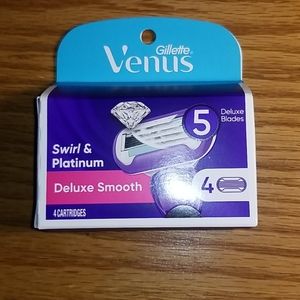 Gillette
Venus
5
Deluxe
Blades
Swirl &
Platinum
Deluxe Smooth
4
4 CARTRIDGES